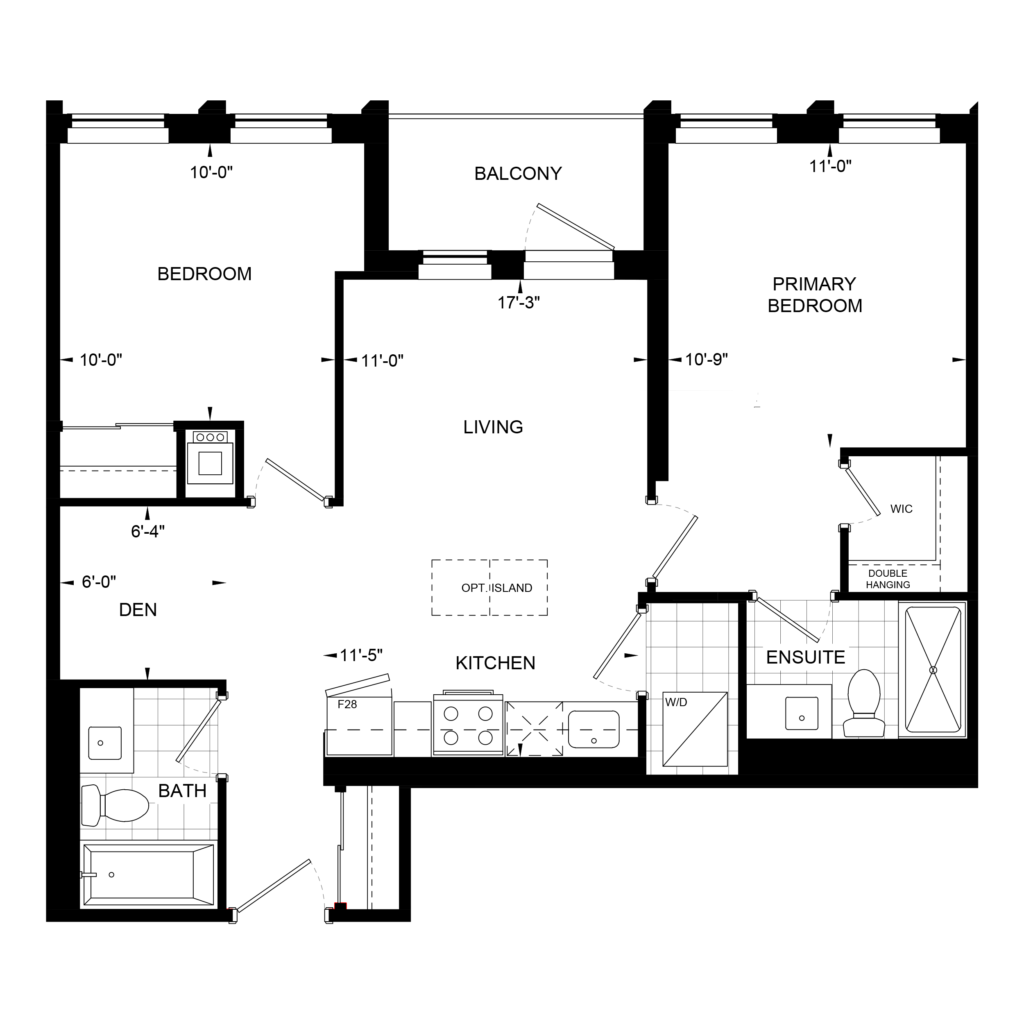 10'-0"
BALCONY
11'-0"
BEDROOM
PRIMARY
BEDROOM
17'-3"
10'-0"
11'-0"
10'-9"
LIVING
WIC
6'-4"
DOUBLE
HANGING
6'-0"
OPT. ISLAND
DEN
11'-5"
KITCHEN
ENSUITE
F28
W/D
BATH